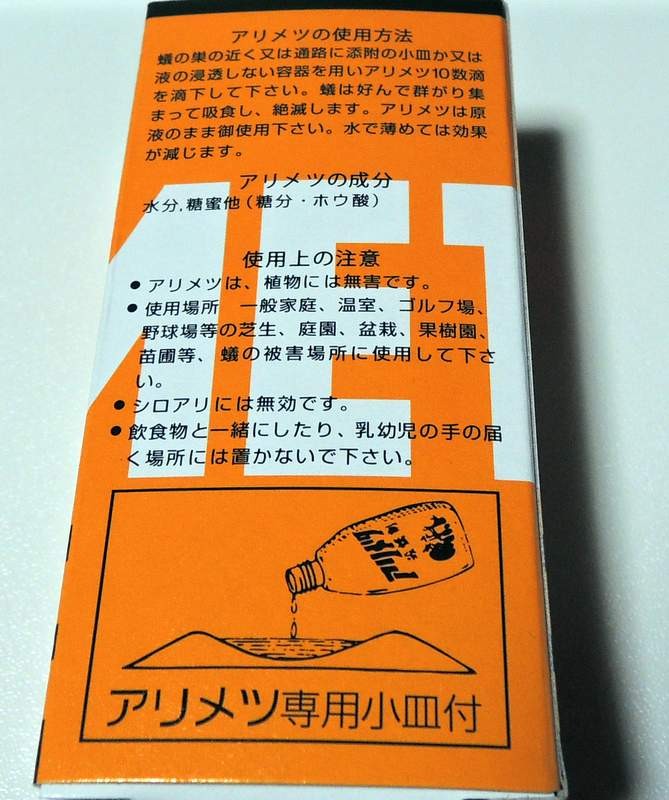 アリメツの使用方法
蟻の巣の近く又は通路に添附の小皿か又は
液の浸透しない容器を用いアリメツ10数滴
を滴下して下さい。蟻は好んで群がり集
まって吸食し、絶滅します。アリメツは原
液のまま御使用下さい。水で薄めては効果
が減じます。
アリメツの成分
水分,糖蜜他(糖分・ホウ酸)
使用上の注意
●アリメツは、植物には無害です。
●使用場所 一般家庭、温室、ゴルフ場、
野球場等の芝生、庭園、盆栽、果樹園、
苗圃等、蟻の被害場所に使用して下さ
い。
●シロアリには無効です。
●飲食物と一緒にしたり、乳幼児の手の届
く場所には置かないで下さい。
MET
アリメツ
アリメツ専用小皿付